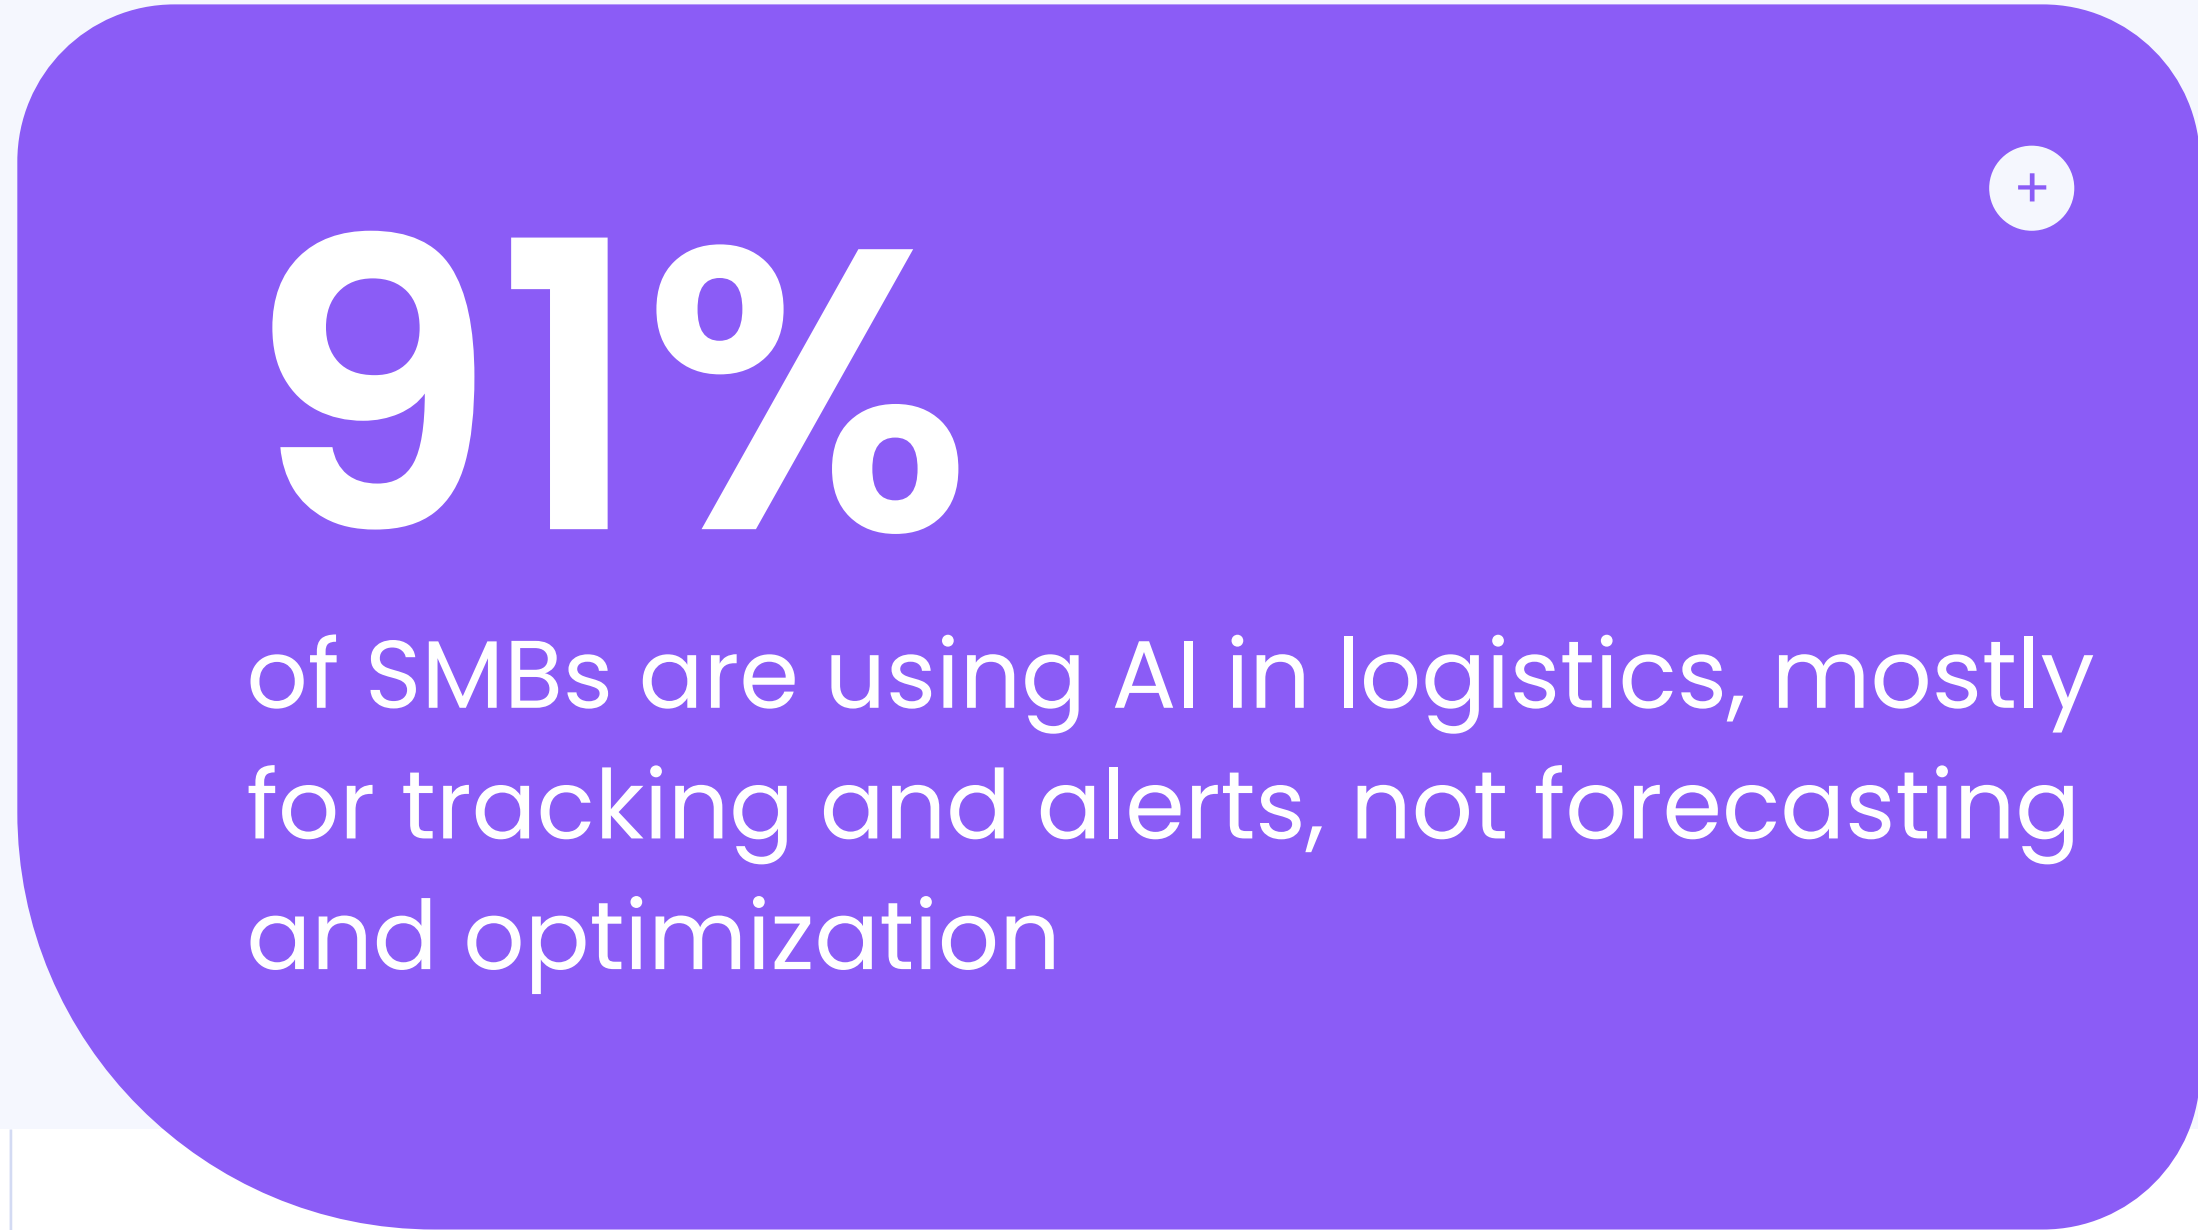 +
91%
of SMBs are using AI in logistics, mostly
for tracking and alerts, not forecasting
and optimization